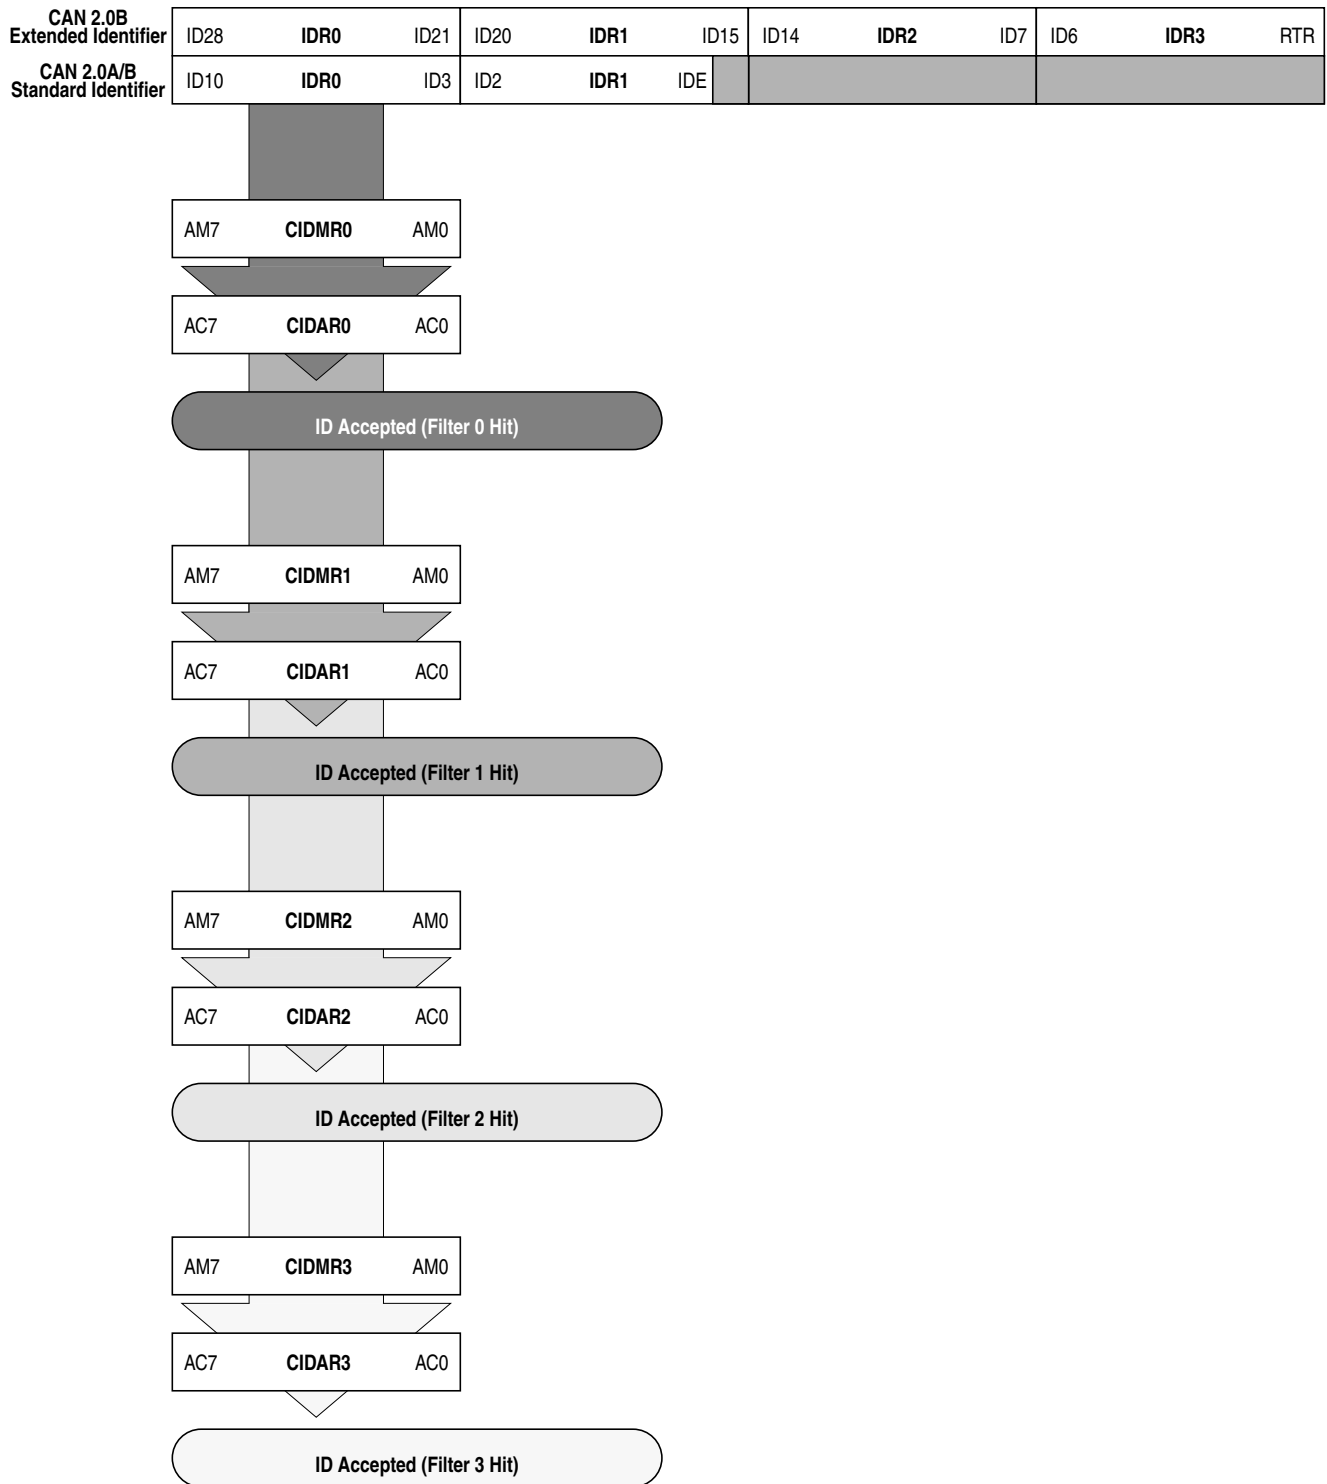 CAN 2.0B
Extended Identifier
ID28 IDR0 ID21 ID20 IDR1 ID15 ID14 IDR2 ID7 ID6 IDR3 RTR
CAN 2.0A/B
Standard Identifier
ID10 IDR0 ID3 ID2 IDR1 IDE
AM7 CIDMR0 AM0
AC7 CIDAR0 AC0
ID Accepted (Filter 0 Hit)
AM7 CIDMR1 AM0
AC7 CIDAR1 AC0
ID Accepted (Filter 1 Hit)
AM7 CIDMR2 AM0
AC7 CIDAR2 AC0
ID Accepted (Filter 2 Hit)
AM7 CIDMR3 AM0
AC7 CIDAR3 AC0
ID Accepted (Filter 3 Hit)